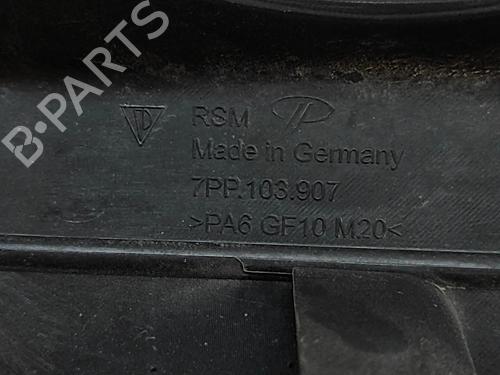 B-PARTS
RSM
Made in Germany
7PP.103.907
>PA6 GF10 M20<